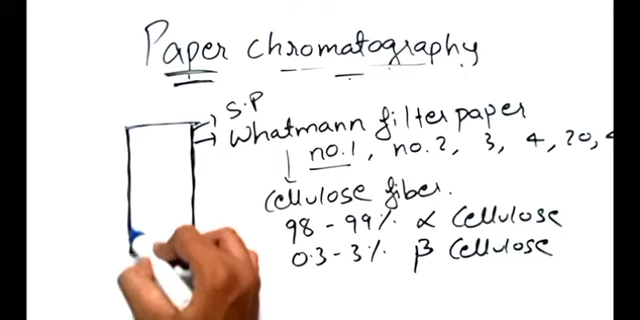 Paper chromatography
S.P
Whatmann filter paper
no.1, no.2, 3, 4, 20,
Cellulose fiber.
98 - 99% α Cellulose
0.3 - 3% β Cellulose